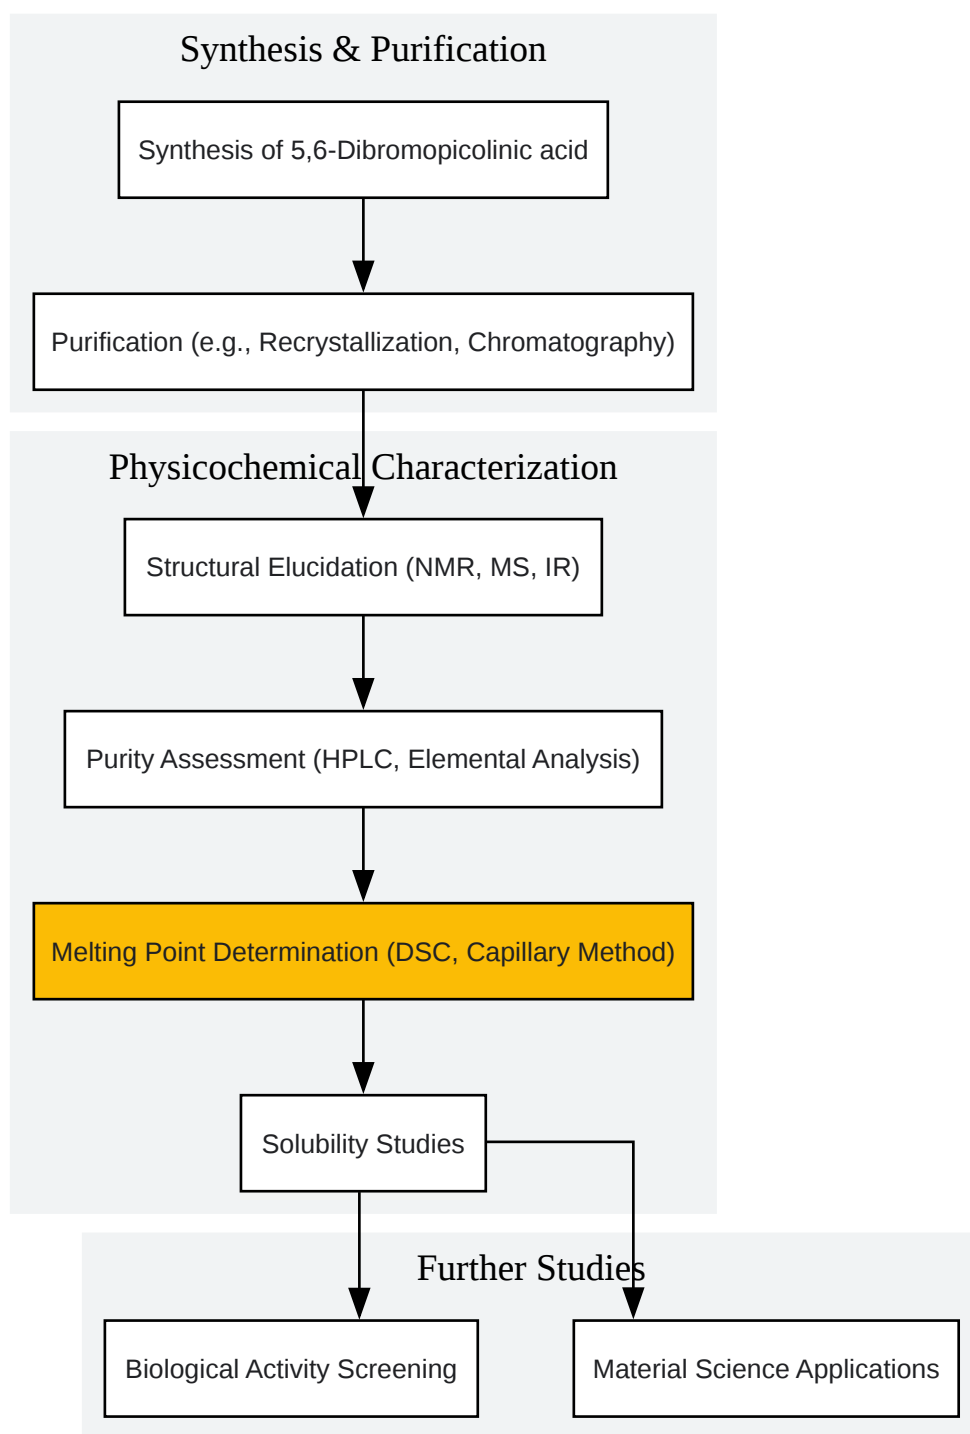 Synthesis & Purification
Synthesis of 5,6-Dibromopicolinic acid
Purification (e.g., Recrystallization, Chromatography)
Physicochemical Characterization
Structural Elucidation (NMR, MS, IR)
Purity Assessment (HPLC, Elemental Analysis)
Melting Point Determination (DSC, Capillary Method)
Solubility Studies
Further Studies
Biological Activity Screening
Material Science Applications